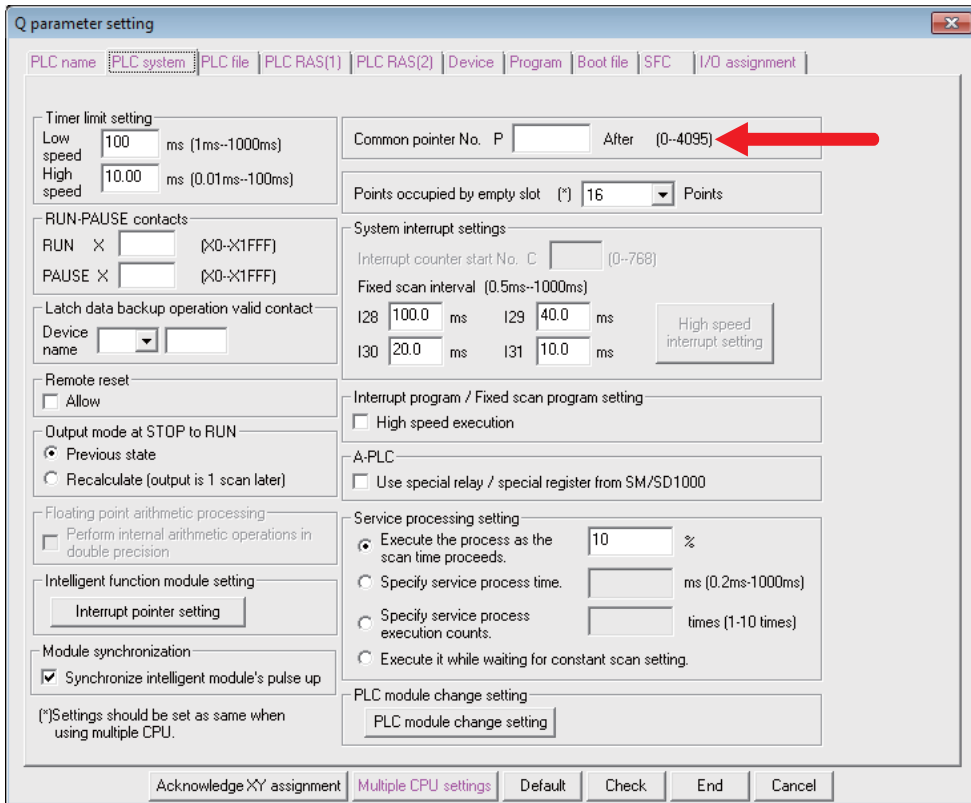 Q parameter setting
PLC name PLC system PLC file PLC RAS(1) PLC RAS(2) Device Program Boot file SFC I/O assignment
Timer limit setting
Low speed 100 ms (1ms--1000ms)
High speed 10.00 ms (0.01ms--100ms)
RUN-PAUSE contacts
RUN X (X0--X1FFF)
PAUSE X (X0--X1FFF)
Latch data backup operation valid contact
Device name
Remote reset
Allow
Output mode at STOP to RUN
Previous state
Recalculate (output is 1 scan later)
Floating point arithmetic processing
Perform internal arithmetic operations in
double precision
Intelligent function module setting
Interrupt pointer setting
Module synchronization
Synchronize intelligent module's pulse up
(*)Settings should be set as same when
using multiple CPU.
Common pointer No. P After (0--4095)
Points occupied by empty slot (*) 16 Points
System interrupt settings
Interrupt counter start No. C (0--768)
Fixed scan interval (0.5ms--1000ms)
I28 100.0 ms I29 40.0 ms
I30 20.0 ms I31 10.0 ms
High speed
interrupt setting
Interrupt program / Fixed scan program setting
High speed execution
A-PLC
Use special relay / special register from SM/SD1000
Service processing setting
Execute the process as the
scan time proceeds. 10 %
Specify service process time. ms (0.2ms-1000ms)
Specify service process
execution counts. times (1-10 times)
Execute it while waiting for constant scan setting.
PLC module change setting
PLC module change setting
Acknowledge XY assignment Multiple CPU settings Default Check End Cancel